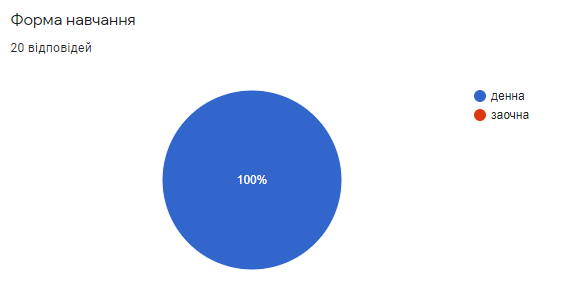 Форма навчання
20 відповідей
100%
денна
заочна